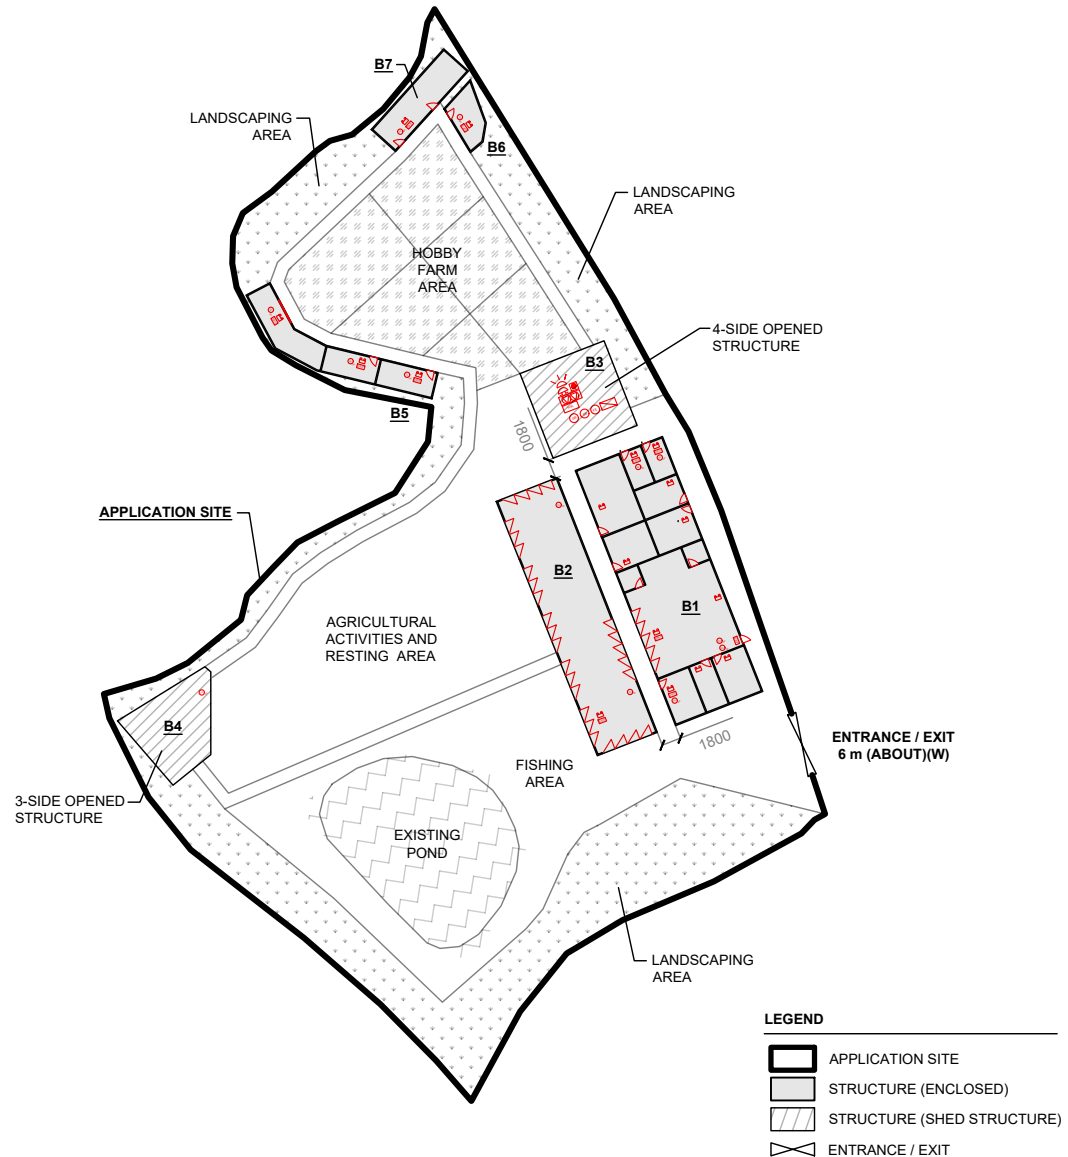 B7
LANDSCAPING
AREA
B6
LANDSCAPING
AREA
HOBBY
FARM
AREA
4-SIDE OPENED
STRUCTURE
B3
B5
1800
APPLICATION SITE
B2
B1
AGRICULTURAL
ACTIVITIES AND
RESTING AREA
B4
1800
ENTRANCE / EXIT
6 m (ABOUT)(W)
FISHING
AREA
3-SIDE OPENED
STRUCTURE
EXISTING
POND
LANDSCAPING
AREA
LEGEND
APPLICATION SITE
STRUCTURE (ENCLOSED)
STRUCTURE (SHED STRUCTURE)
ENTRANCE / EXIT